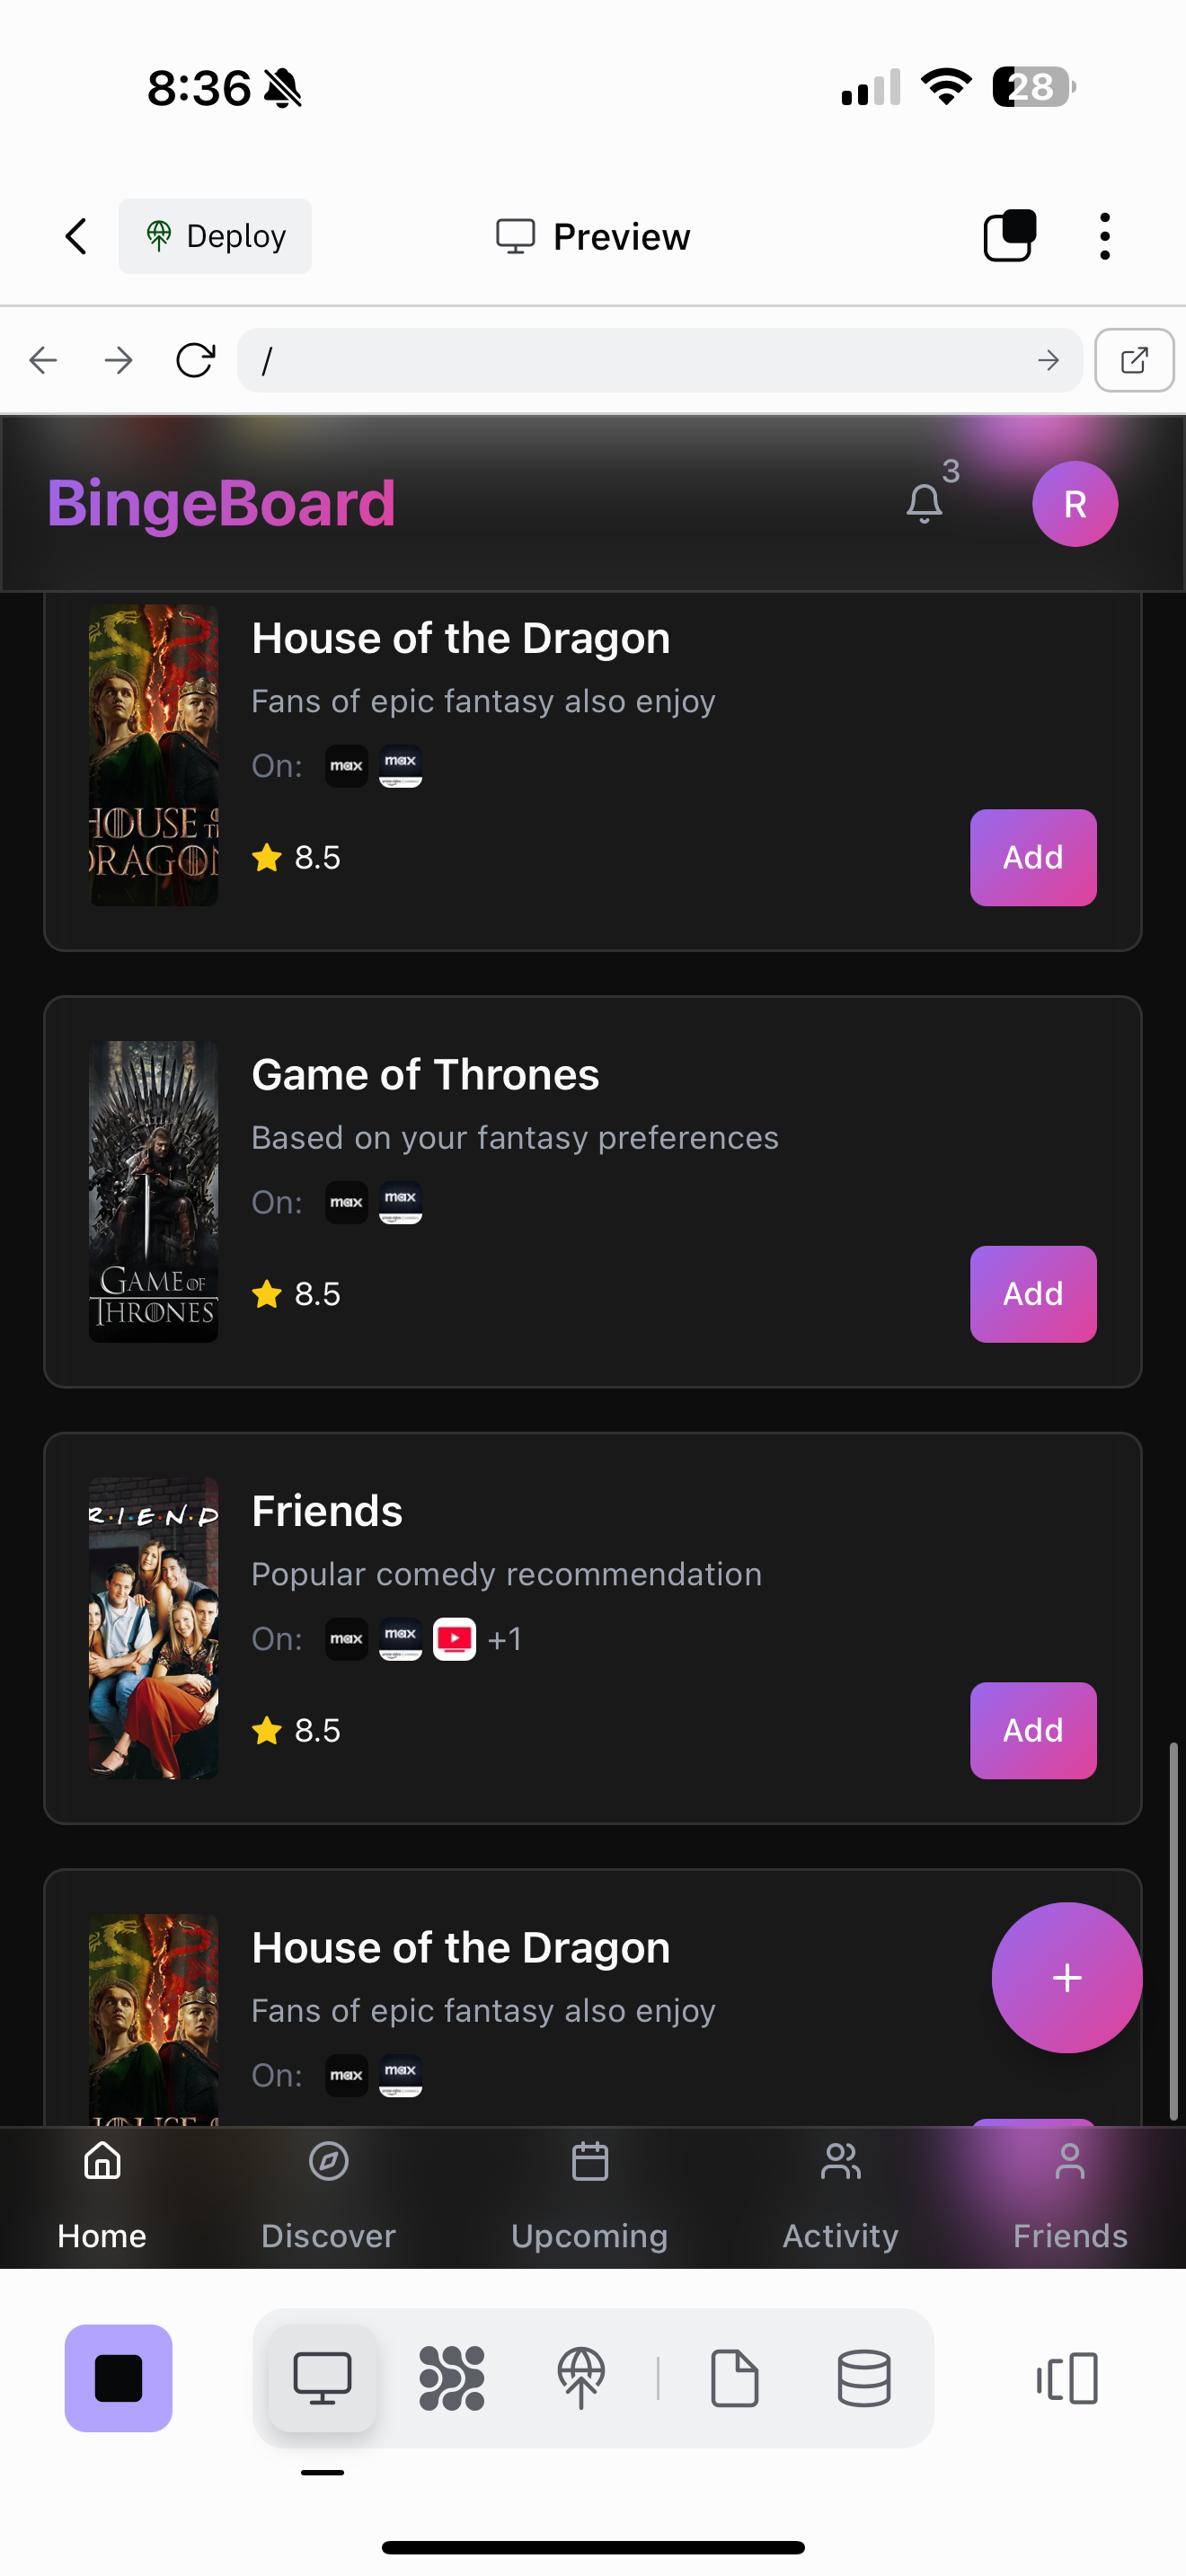 8:36
28
Deploy
Preview
/
BingeBoard
3
R
House of the Dragon
Fans of epic fantasy also enjoy
On: max max
HOUSE OF TH
DRAGON
8.5
Add
Game of Thrones
Based on your fantasy preferences
On: max max
GAME OF
THRONES
8.5
Add
R·I·E·N·D
Friends
Popular comedy recommendation
On: max max +1
8.5
Add
House of the Dragon
Fans of epic fantasy also enjoy
On: max max
+
Home
Discover
Upcoming
Activity
Friends